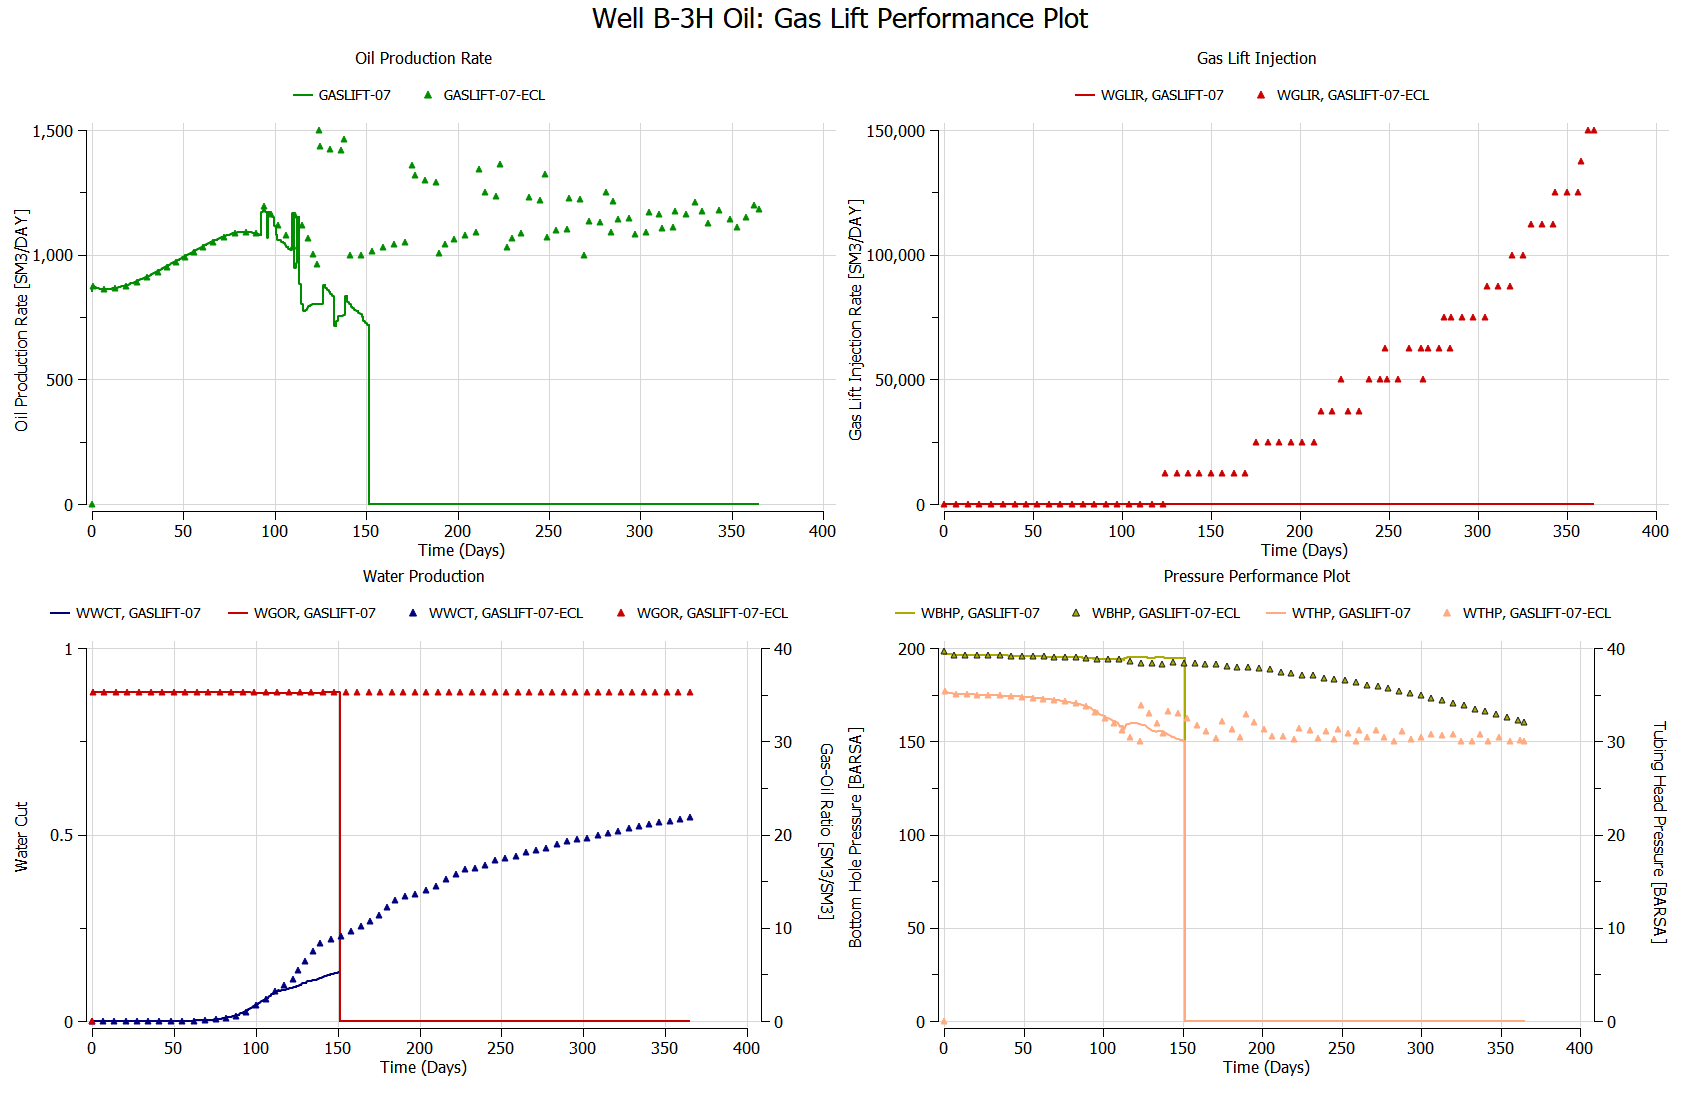 Well B-3H Oil: Gas Lift Performance Plot
Oil Production Rate
GASLIFT-07 GASLIFT-07-ECL
1,500
1,000
500
0
Oil Production Rate [SM3/DAY]
0 50 100 150 200 250 300 350 400
Time (Days)
Gas Lift Injection
WGLIR, GASLIFT-07 WGLIR, GASLIFT-07-ECL
150,000
100,000
50,000
0
Gas Lift Injection Rate [SM3/DAY]
0 50 100 150 200 250 300 350 400
Time (Days)
Water Production
WWCT, GASLIFT-07 WGOR, GASLIFT-07 WWCT, GASLIFT-07-ECL WGOR, GASLIFT-07-ECL
1
0.5
0
Water Cut
40
30
20
10
0
Gas-Oil Ratio [SM3/SM3]
0 50 100 150 200 250 300 350 400
Time (Days)
Pressure Performance Plot
WBHP, GASLIFT-07 WBHP, GASLIFT-07-ECL WTHP, GASLIFT-07 WTHP, GASLIFT-07-ECL
200
150
100
50
0
Bottom Hole Pressure [BARSA]
40
30
20
10
0
Tubing Head Pressure [BARSA]
0 50 100 150 200 250 300 350 400
Time (Days)